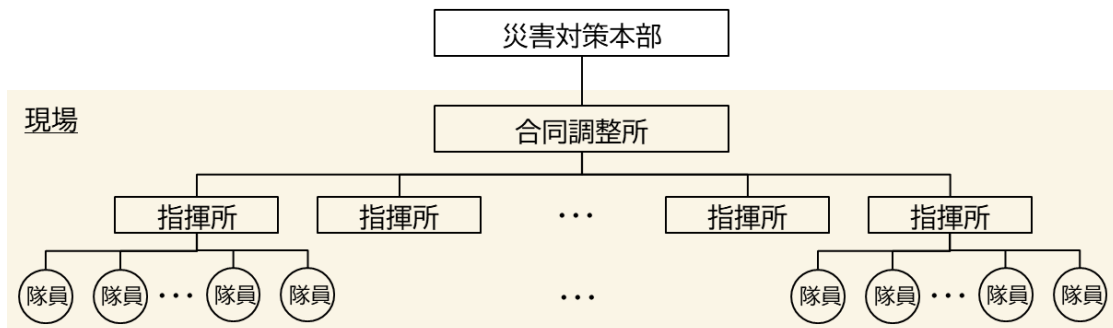 災害対策本部
現場
合同調整所
指揮所 指揮所 ・・・ 指揮所 指揮所
隊員 隊員 ・・・ 隊員 隊員 ・・・ 隊員 隊員 ・・・ 隊員 隊員